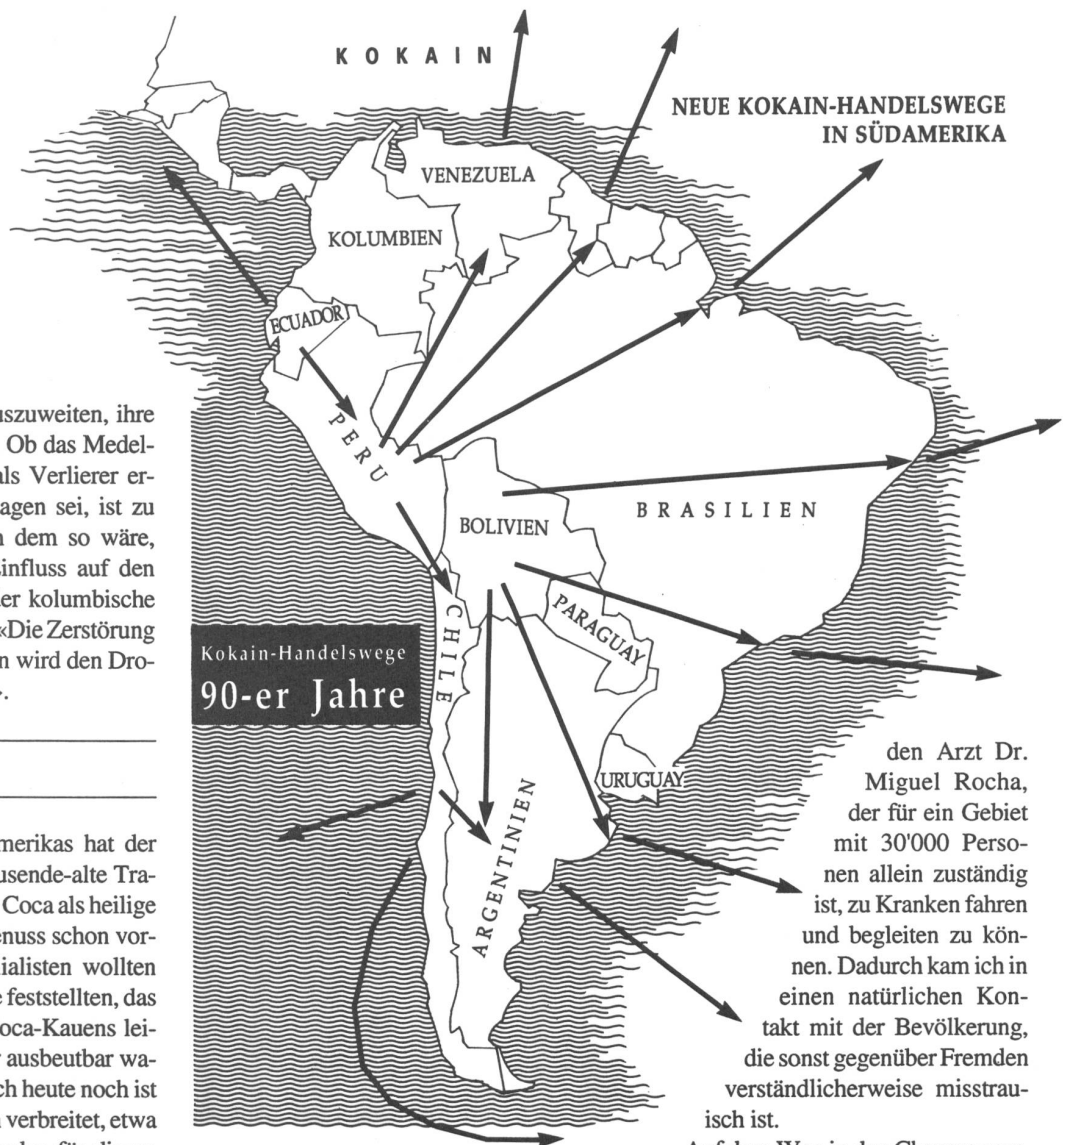 KOKAIN
NEUE KOKAIN-HANDELSWEGE
IN SÜDAMERIKA
VENEZUELA
KOLUMBIEN
ECUADOR
PERU
BRASILIEN
BOLIVIEN
PARAGUAY
CHILE
URUGUAY
ARGENTINIEN
Kokain-Handelswege
90-er Jahre
uszuweiten, ihre
Ob das Medel-
als Verlierer er-
agen sei, ist zu
dem so wäre,
influss auf den
er kolumbische
«Die Zerstörung
n wird den Dro-
».
merikas hat der
usende-alte Tra-
Coca als heilige
enuss schon vor-
ialisten wollten
e feststellten, das
oca-Kauens lei-
r ausbeutbar wa-
ch heute noch ist
verbreitet, etwa
den Arzt Dr.
Miguel Rocha,
der für ein Gebiet
mit 30'000 Perso-
nen allein zuständig
ist, zu Kranken fahren
und begleiten zu kön-
nen. Dadurch kam ich in
einen natürlichen Kon-
takt mit der Bevölkerung,
die sonst gegenüber Fremden
verständlicherweise misstrau-
isch ist.